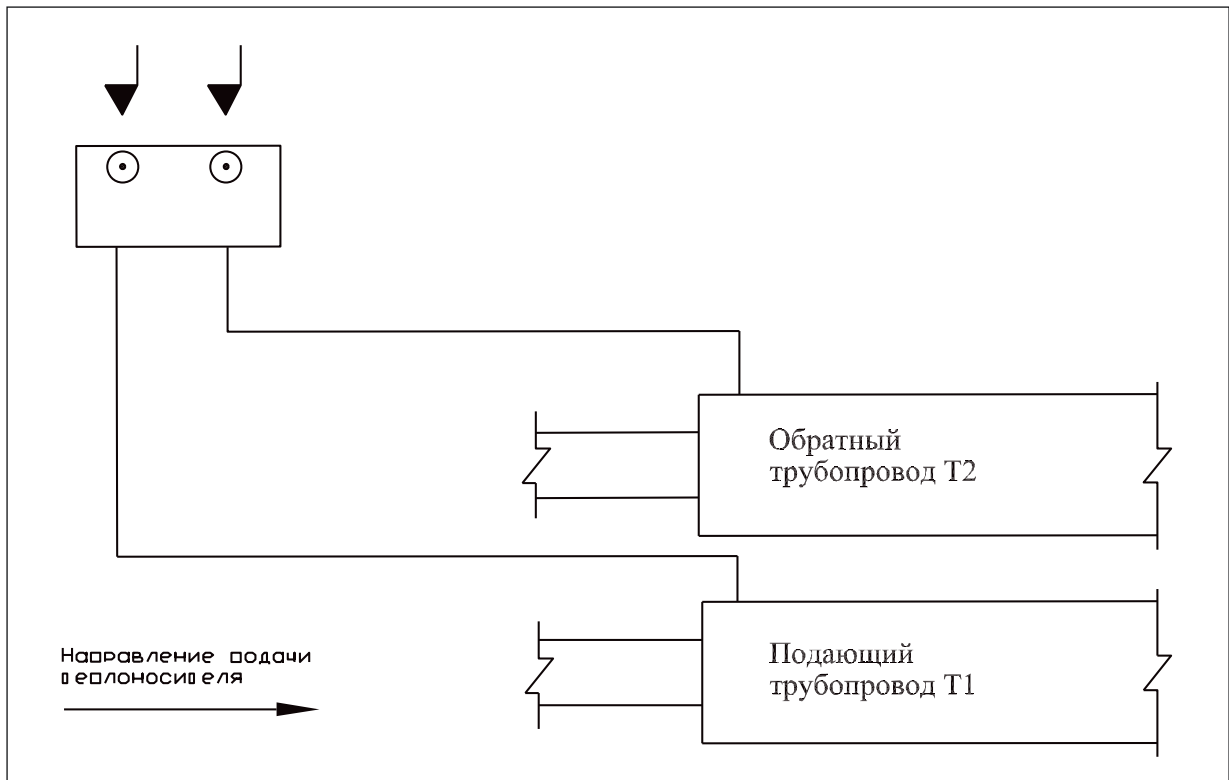 Обратный
трубопровод Т2
Направление подачи
теплоносителя
Подающий
трубопровод Т1